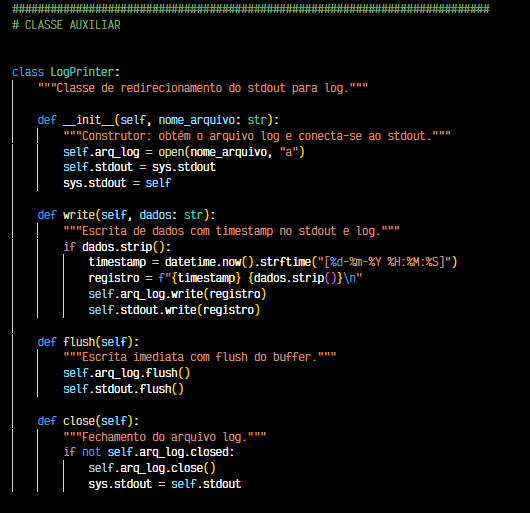 ###########################################################################
# CLASSE AUXILIAR
class LogPrinter:
    """Classe de redirecionamento do stdout para log."""
    def __init__(self, nome_arquivo: str):
        """Construtor: obtém o arquivo log e conecta-se ao stdout."""
        self.arq_log = open(nome_arquivo, "a")
        self.stdout = sys.stdout
        sys.stdout = self
    def write(self, dados: str):
        """Escrita de dados com timestamp no stdout e log."""
        if dados.strip():
            timestamp = datetime.now().strftime("[%d-%m-%Y %H:%M:%S]")
            registro = f"{timestamp} {dados.strip()}\n"
            self.arq_log.write(registro)
            self.stdout.write(registro)
    def flush(self):
        """Escrita imediata com flush do buffer."""
        self.arq_log.flush()
        self.stdout.flush()
    def close(self):
        """Fechamento do arquivo log."""
        if not self.arq_log.closed:
            self.arq_log.close()
            sys.stdout = self.stdout